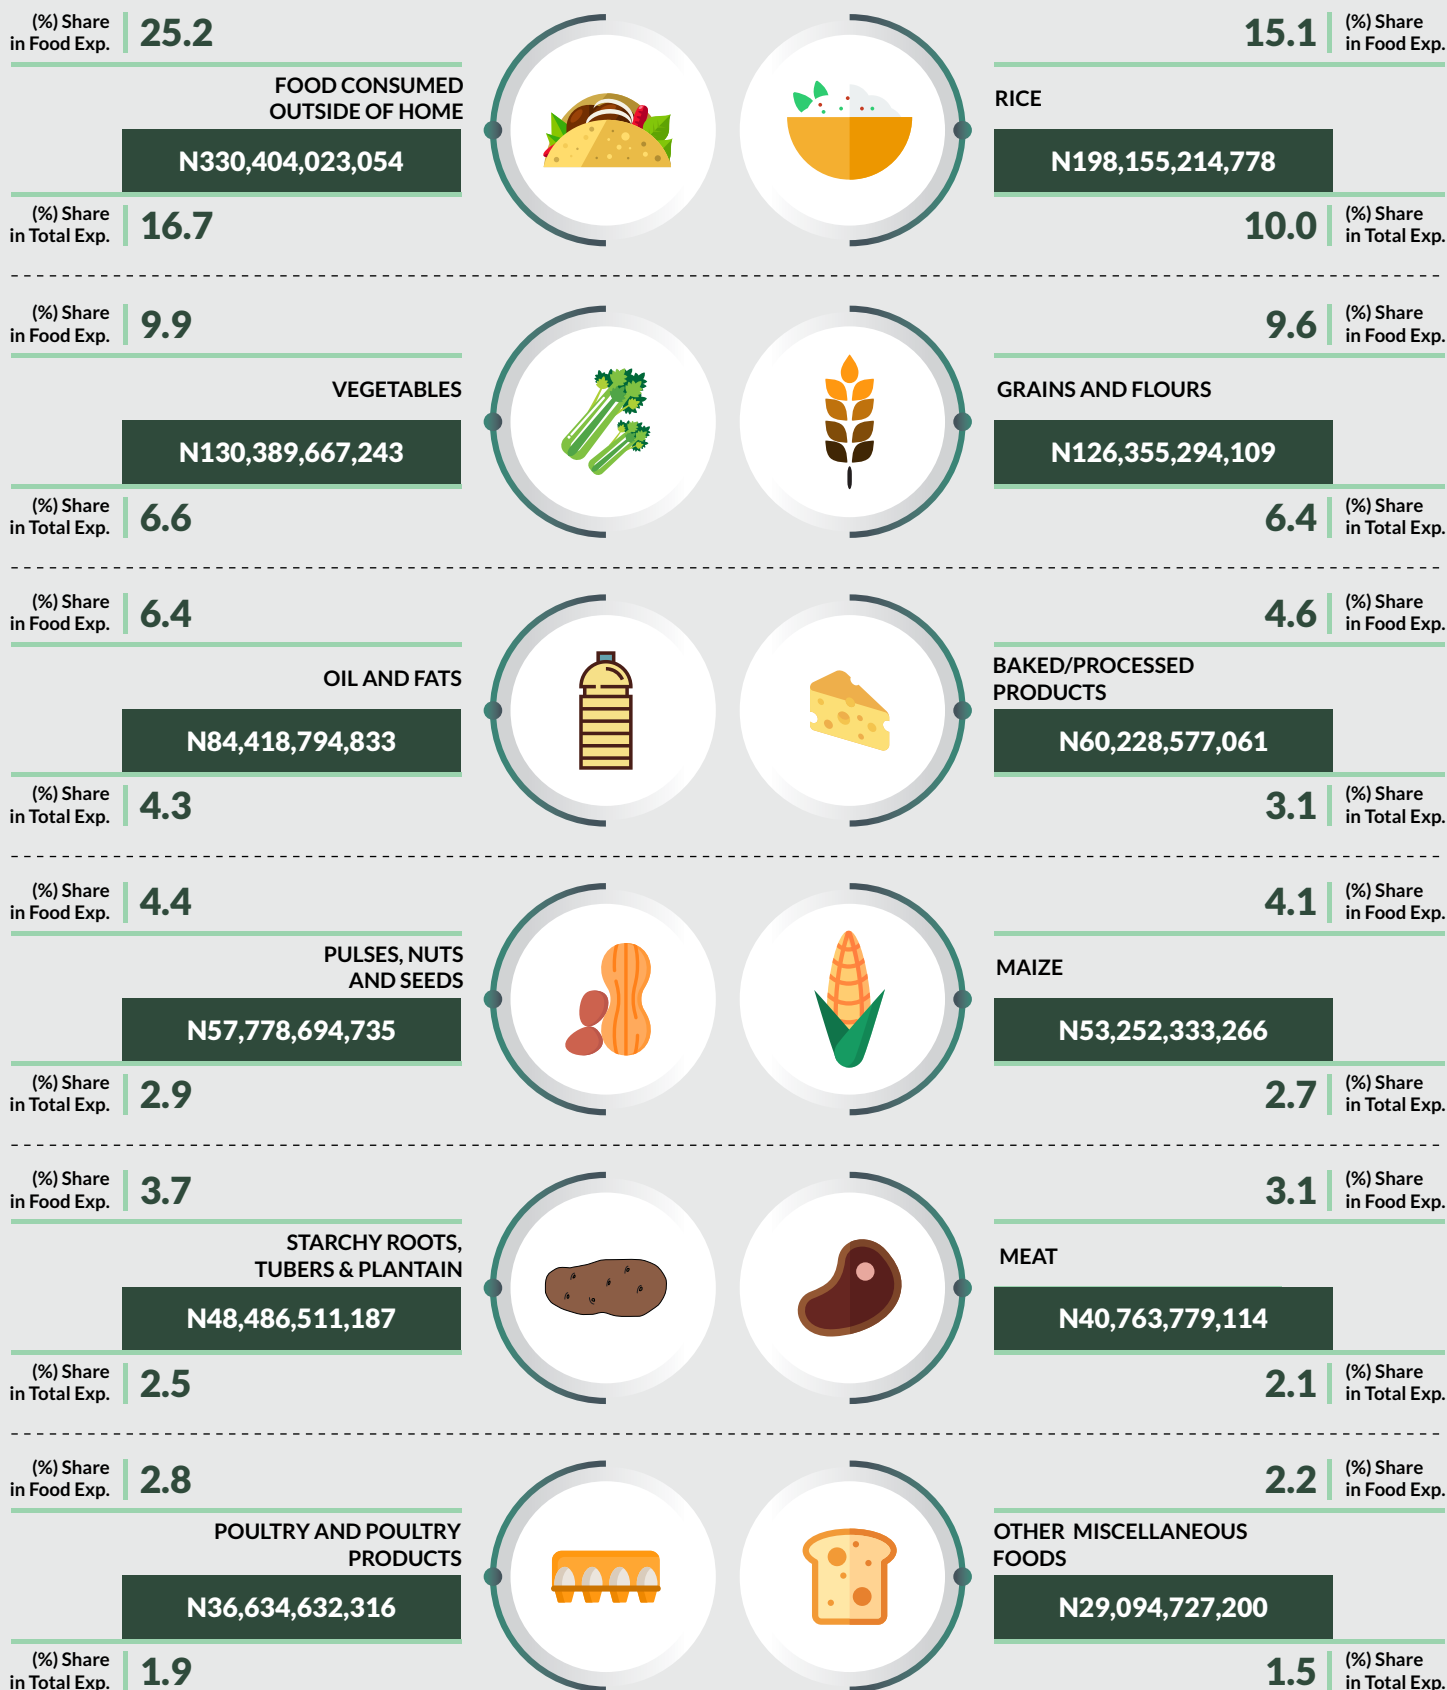 (%) Share
in Food Exp.
25.2
FOOD CONSUMED
OUTSIDE OF HOME
N330,404,023,054
(%) Share
in Total Exp.
16.7
15.1
(%) Share
in Food Exp.
RICE
N198,155,214,778
10.0
(%) Share
in Total Exp.
(%) Share
in Food Exp.
9.9
VEGETABLES
N130,389,667,243
(%) Share
in Total Exp.
6.6
9.6
(%) Share
in Food Exp.
GRAINS AND FLOURS
N126,355,294,109
6.4
(%) Share
in Total Exp.
(%) Share
in Food Exp.
6.4
OIL AND FATS
N84,418,794,833
(%) Share
in Total Exp.
4.3
4.6
(%) Share
in Food Exp.
BAKED/PROCESSED
PRODUCTS
N60,228,577,061
3.1
(%) Share
in Total Exp.
(%) Share
in Food Exp.
4.4
PULSES, NUTS
AND SEEDS
N57,778,694,735
(%) Share
in Total Exp.
2.9
4.1
(%) Share
in Food Exp.
MAIZE
N53,252,333,266
2.7
(%) Share
in Total Exp.
(%) Share
in Food Exp.
3.7
STARCHY ROOTS,
TUBERS & PLANTAIN
N48,486,511,187
(%) Share
in Total Exp.
2.5
3.1
(%) Share
in Food Exp.
MEAT
N40,763,779,114
2.1
(%) Share
in Total Exp.
(%) Share
in Food Exp.
2.8
POULTRY AND POULTRY
PRODUCTS
N36,634,632,316
(%) Share
in Total Exp.
1.9
2.2
(%) Share
in Food Exp.
OTHER MISCELLANEOUS
FOODS
N29,094,727,200
1.5
(%) Share
in Total Exp.